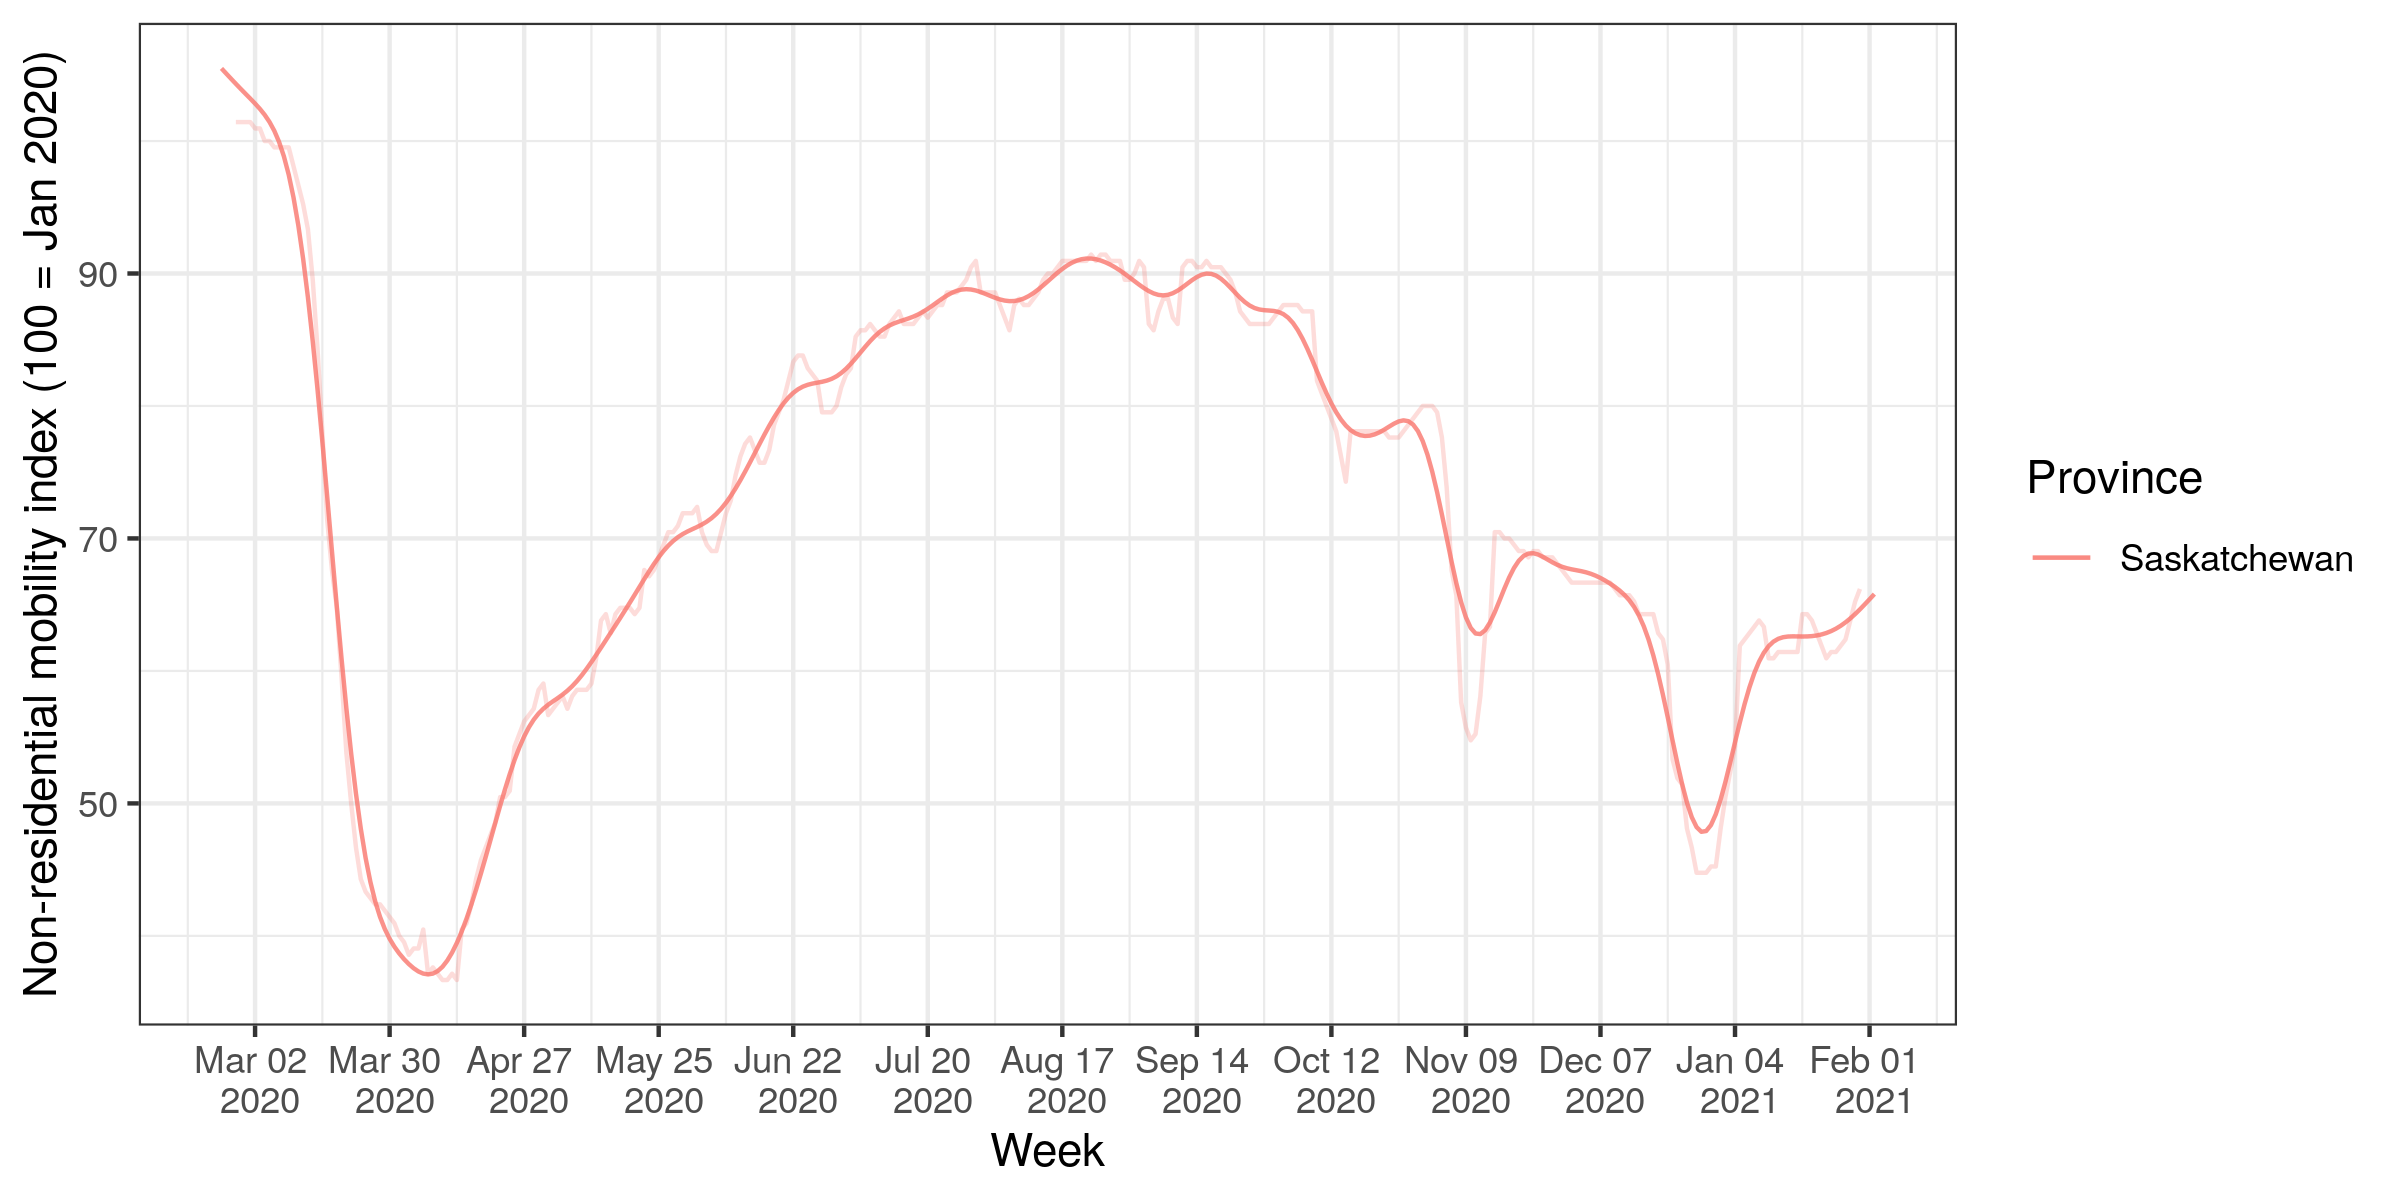 Non-residential mobility index (100 = Jan 2020)
90
70
50
Mar 02 2020
Mar 30 2020
Apr 27 2020
May 25 2020
Jun 22 2020
Jul 20 2020
Aug 17 2020
Sep 14 2020
Oct 12 2020
Nov 09 2020
Dec 07 2020
Jan 04 2021
Feb 01 2021
Week
Province
Saskatchewan